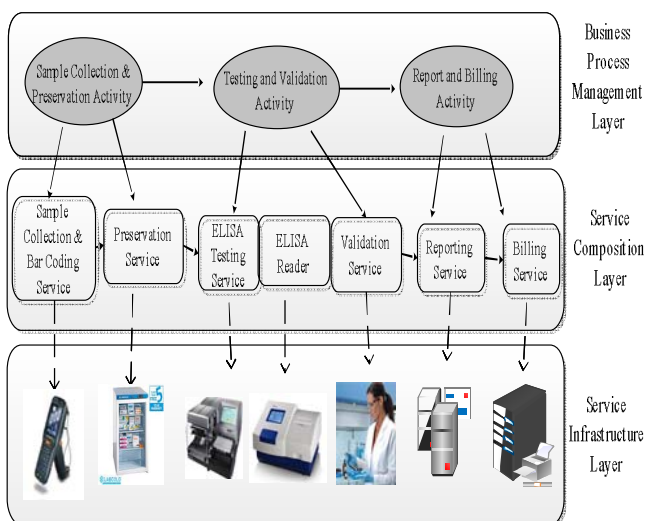 Business
Process
Management
Layer
Sample Collection &
Preservation Activity
Testing and Validation
Activity
Report and Billing
Activity
Service
Composition
Layer
Sample
Collection &
Bar Coding
Service
Preservation
Service
ELISA
Testing
Service
ELISA
Reader
Validation
Service
Reporting
Service
Billing
Service
Service
Infrastructure
Layer
5
LABCOLD